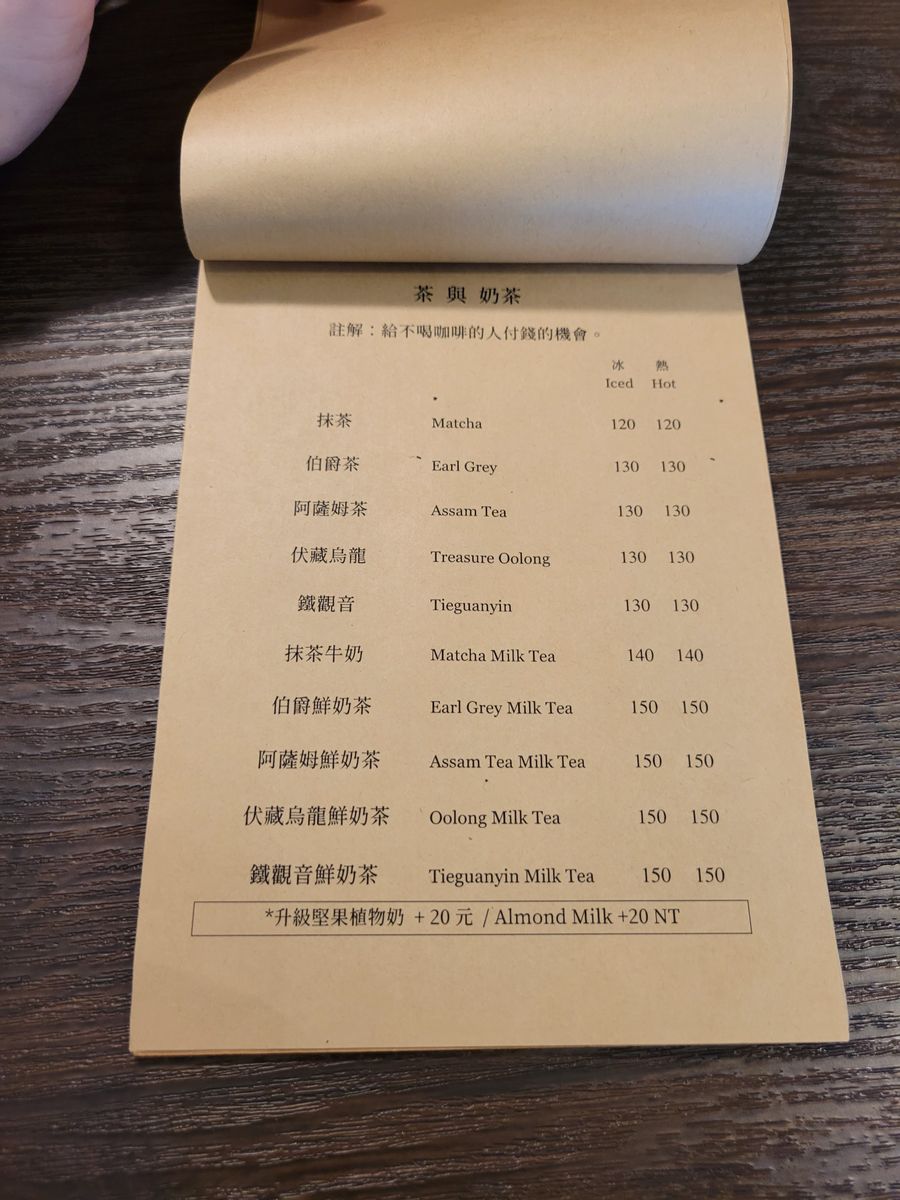 茶 與 奶茶
註解：給不喝咖啡的人付錢的機會。
冰 熱
Iced Hot
抹茶 Matcha 120 120
伯爵茶 Earl Grey 130 130
阿薩姆茶 Assam Tea 130 130
伏藏烏龍 Treasure Oolong 130 130
鐵觀音 Tieguanyin 130 130
抹茶牛奶 Matcha Milk Tea 140 140
伯爵鮮奶茶 Earl Grey Milk Tea 150 150
阿薩姆鮮奶茶 Assam Tea Milk Tea 150 150
伏藏烏龍鮮奶茶 Oolong Milk Tea 150 150
鐵觀音鮮奶茶 Tieguanyin Milk Tea 150 150
*升級堅果植物奶 + 20 元 / Almond Milk +20 NT